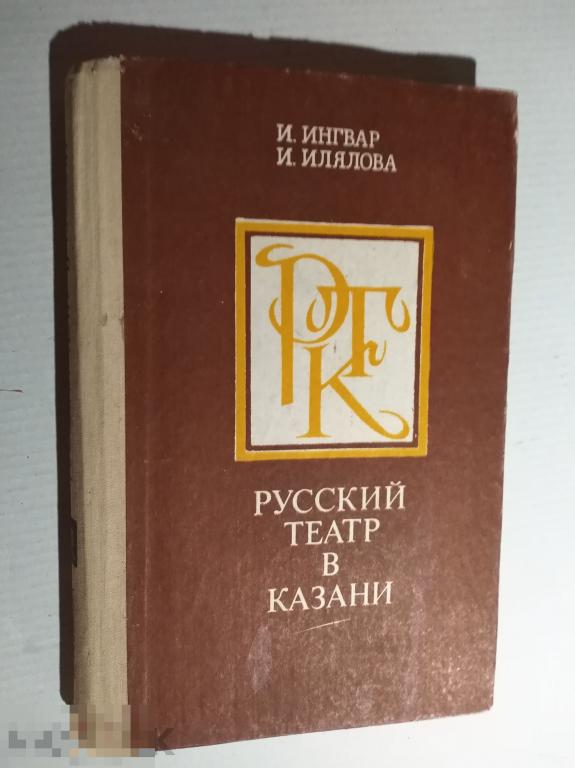 И. ИНГВАР
И. ИЛЯЛОВА
РТК
РУССКИЙ
ТЕАТР
В
КАЗАНИ